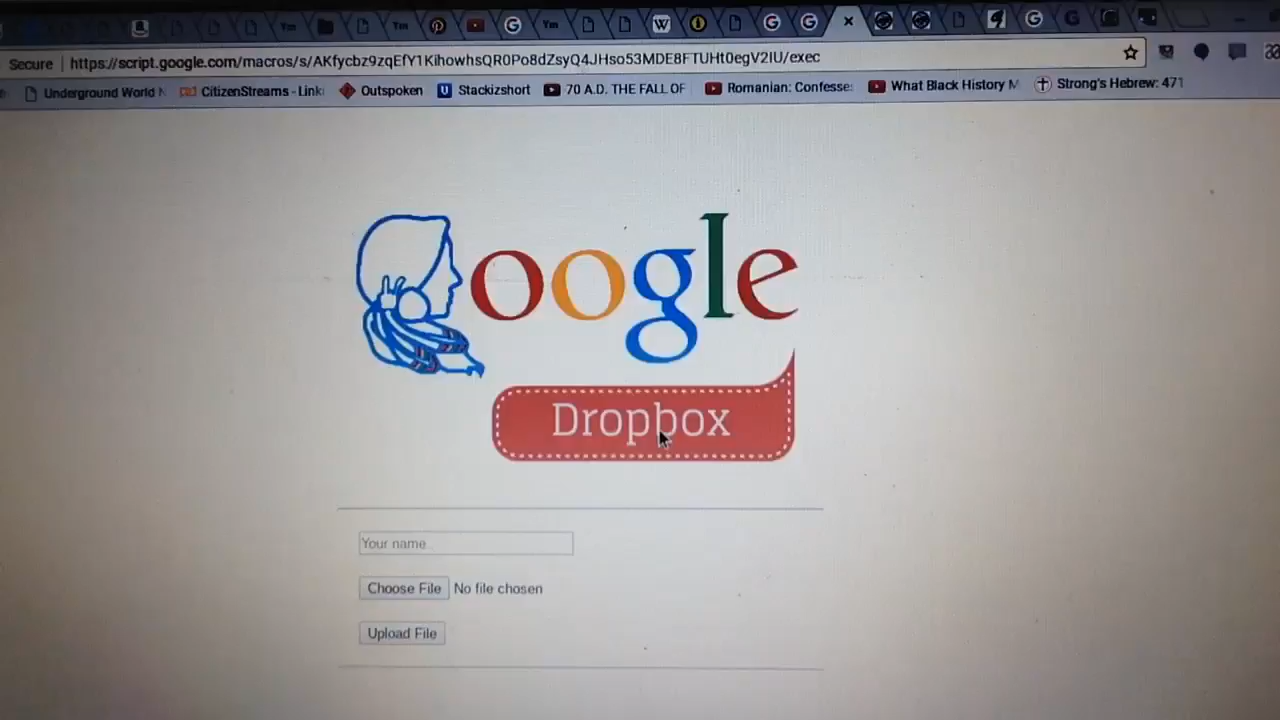 Secure | https://script.google.com/macros/s/AKfycbz9zqEfY1KihowhsQR0Po8dZsyQ4JHso53MDE8FTUHt0egV2IU/exec
Underground World N CitizenStreams - Link Outspoken Stackizshort 70 A.D. THE FALL OF Romanian: Confesse What Black History M Strong's Hebrew: 471
oogle
Dropbox
Your name
Choose File No file chosen
Upload File